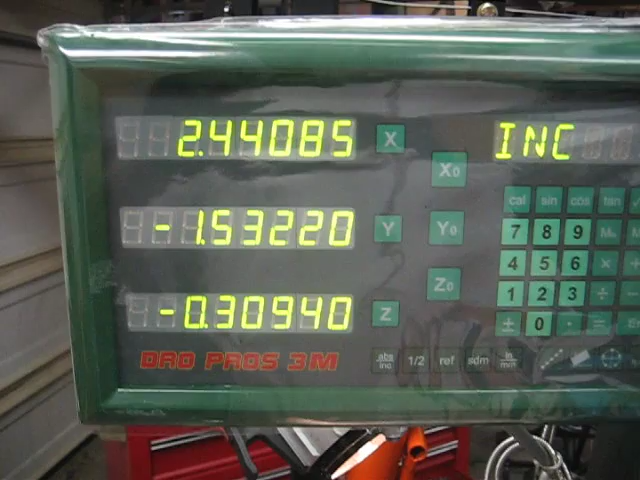 2.44085 X INC
X0
cal sin cos tan
-1.53220 Y Y0 7 8 9
4 5 6 ×
Z0
1 2 3 ÷
-0.30940 Z
± 0 . =
DRO PROS 3M abs inc 1/2 ref sdm in mm